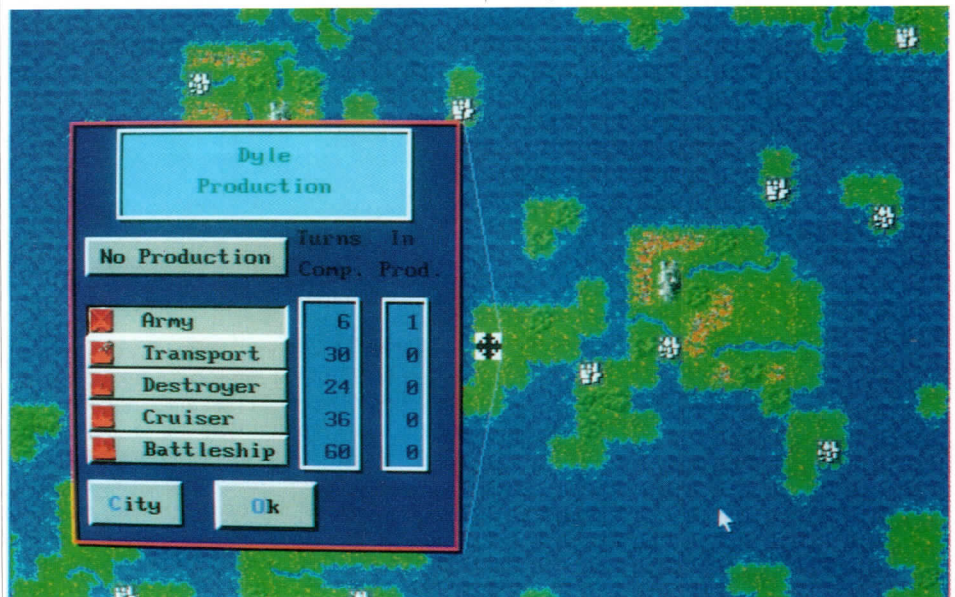 Dyle
Production
No Production
Turns In
Comp. Prod.
Army 6 1
Transport 30 0
Destroyer 24 0
Cruiser 36 0
Battleship 60 0
City Ok